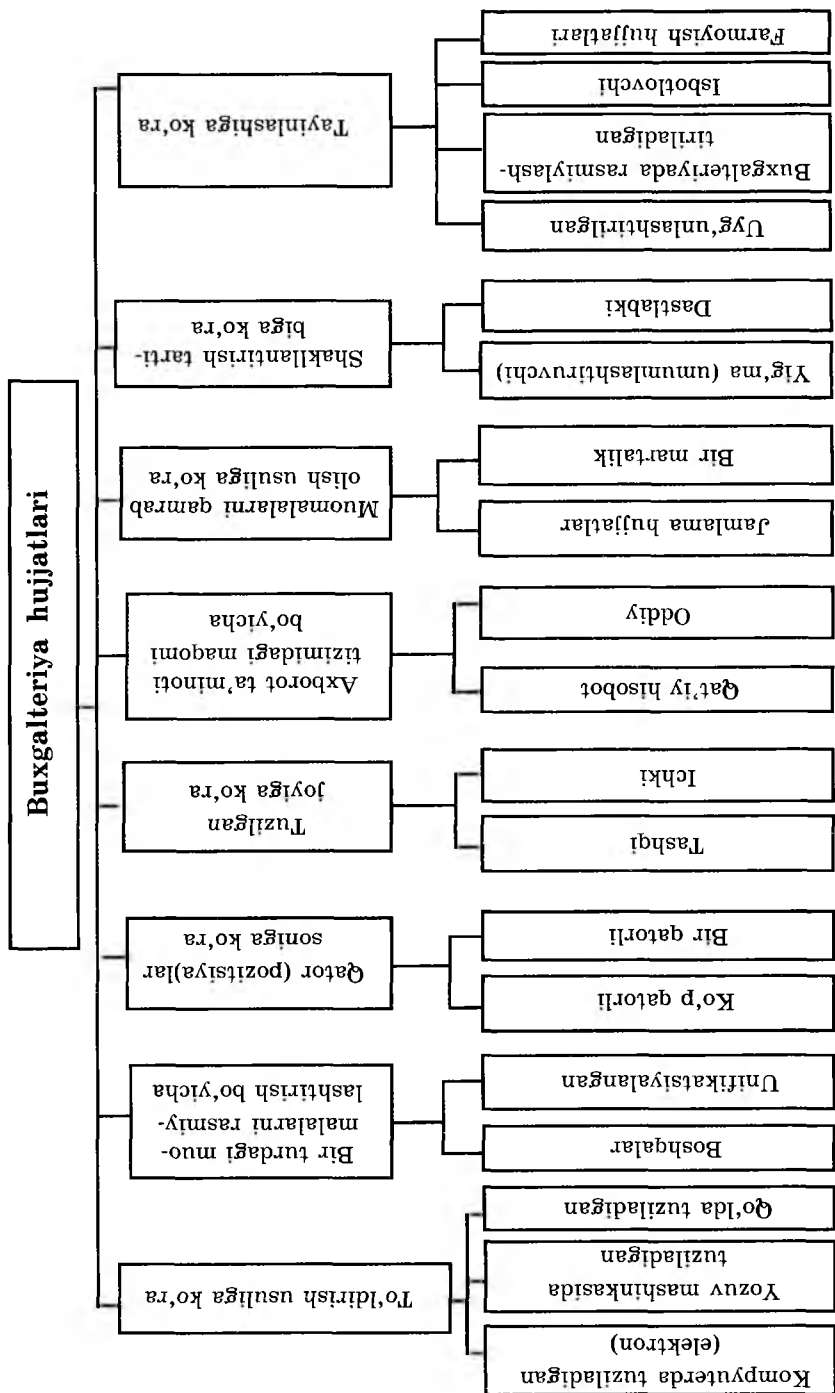 Buxgalteriya hujjatlari
Tayinlashiga ko'ra
Farmoyish hujjatlari
Isbotlovchi
Buxgalteriyada rasmiylash-
tiriladigan
Uyg'unlashtirilgan
Shakllantirish tarti-
biga ko'ra
Dastlabki
Yig'ma (umumlashtiruvchi)
Muomalalarni qamrab
olish usuliga ko'ra
Bir martalik
Jamlama hujjatlar
Axborot ta'minoti
tizimidagi maqomi
bo'yicha
Oddiy
Qat'iy hisobot
Tuzilgan
joyiga ko'ra
Ichki
Tashqi
Qator (pozitsiya)lar
soniga ko'ra
Bir qatorli
Ko'p qatorli
Bir turdagi muo-
malalarni rasmiy-
lashtirish bo'yicha
Unifikatsiyalangan
Boshqalar
To'ldirish usuliga ko'ra
Qo'lda tuziladigan
Yozuv mashinkasida
tuziladigan
Kompyuterda tuziladigan
(elektron)